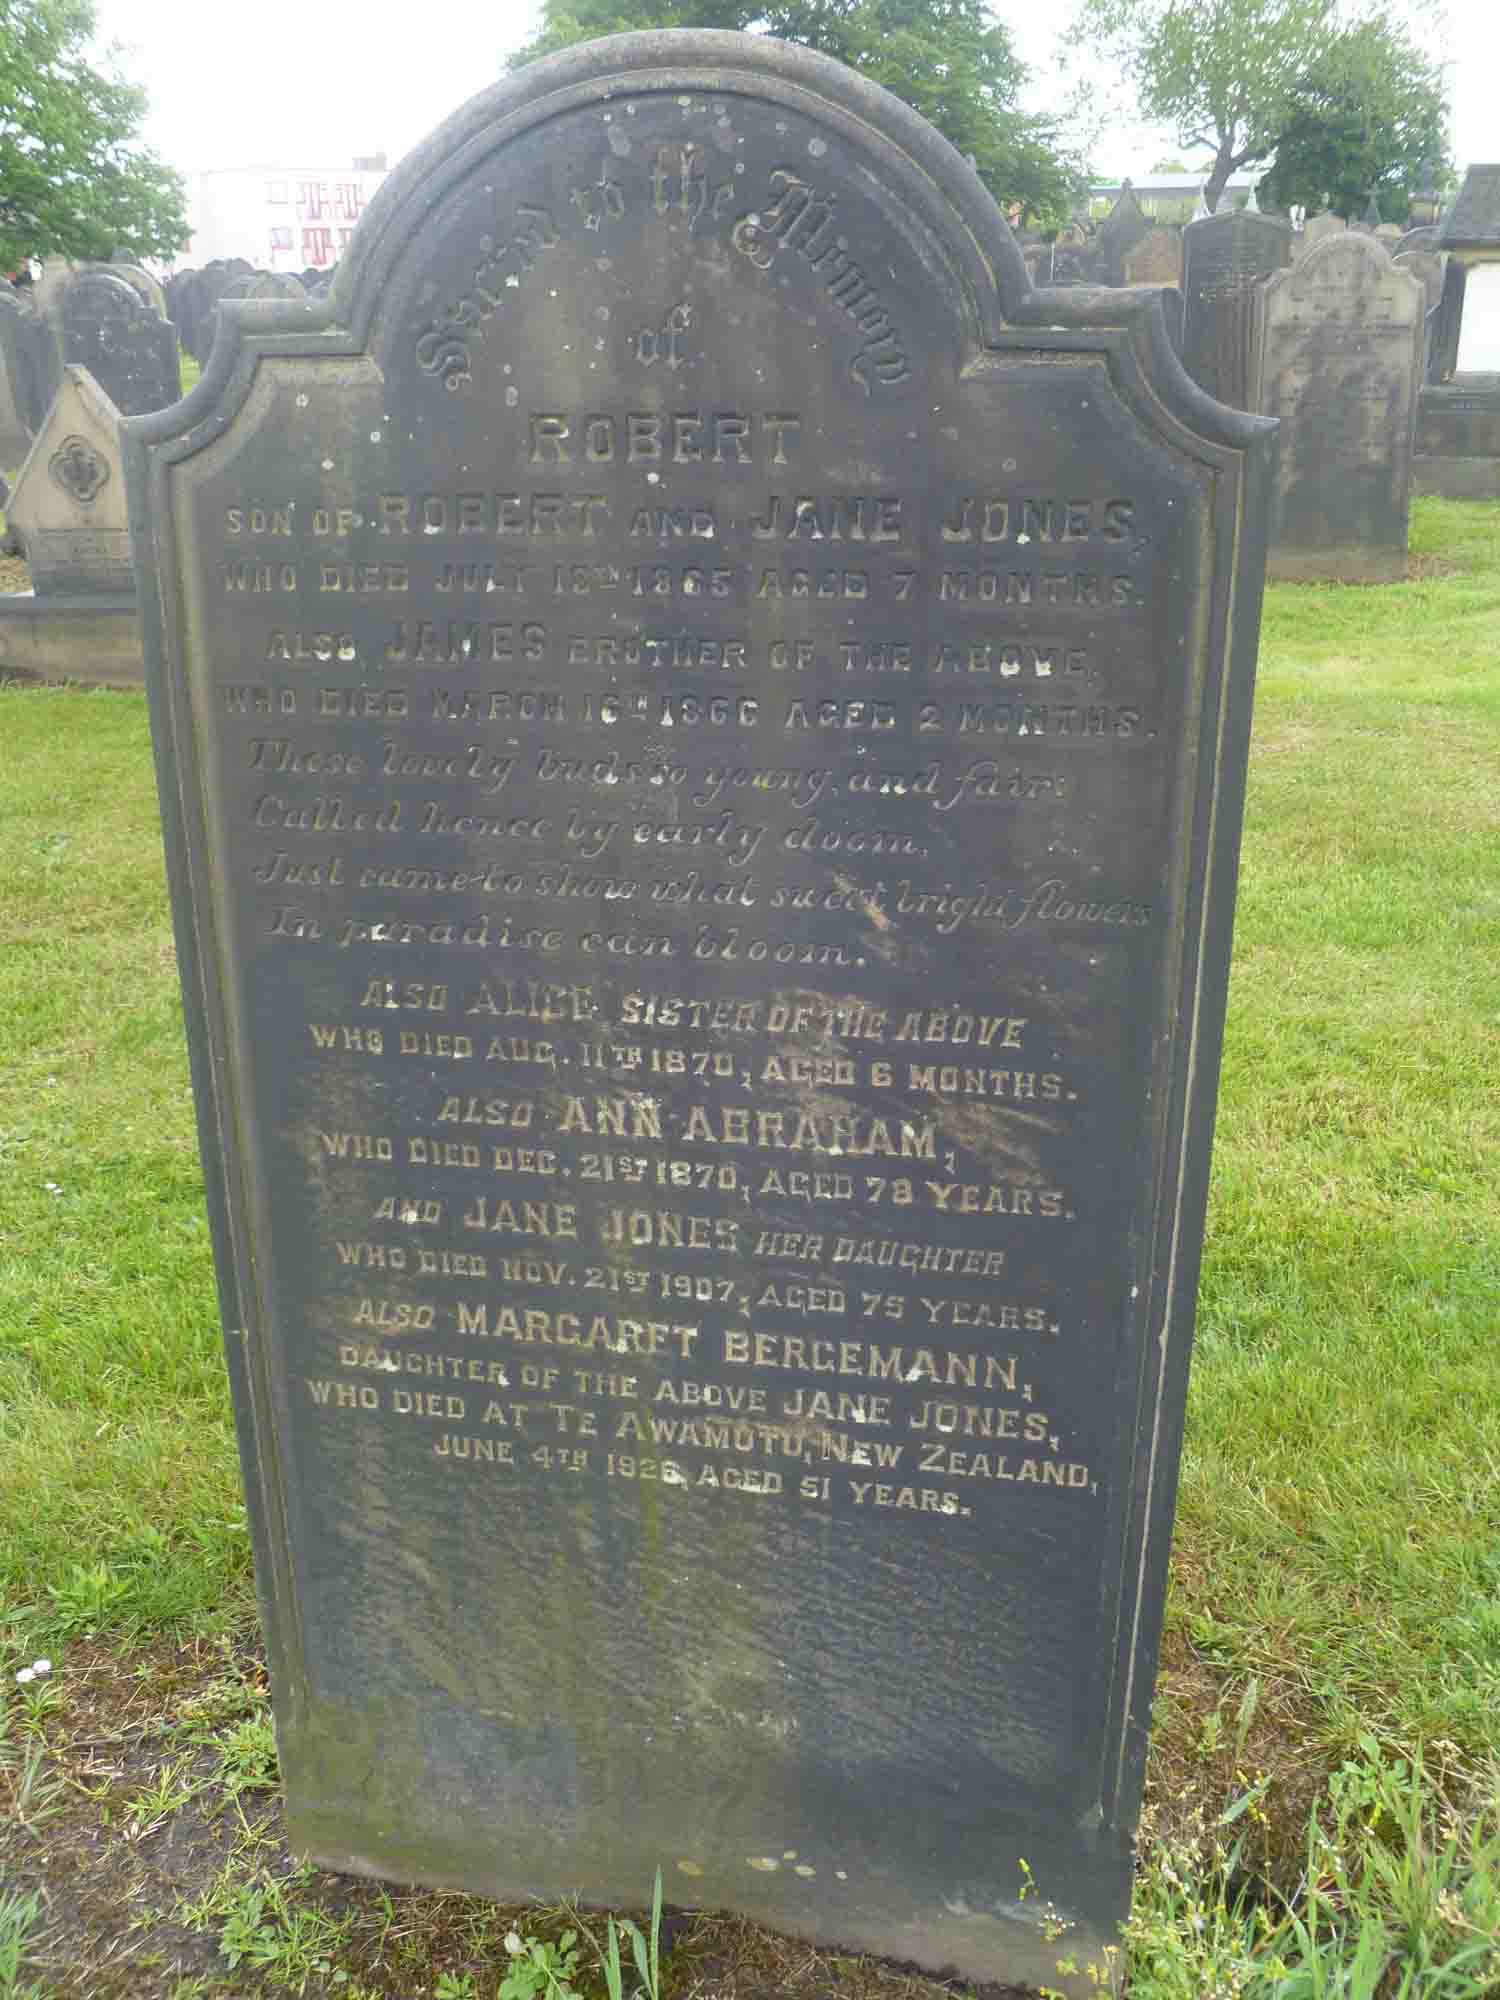 Sacred to the Memory
of
ROBERT
SON OF ROBERT AND JANE JONES,
WHO DIED JULY 18TH 1865 AGED 7 MONTHS.
ALSO JAMES BROTHER OF THE ABOVE,
WHO DIED MARCH 16TH 1866 AGED 2 MONTHS.
These lovely buds so young, and fair:
Called hence by early doom,
Just came to show what sweet bright flowers
In paradise can bloom.
ALSO ALICE SISTER OF THE ABOVE
WHO DIED AUG. 11TH 1870, AGED 6 MONTHS.
ALSO ANN ABRAHAM,
WHO DIED DEC. 21ST 1870, AGED 78 YEARS.
AND JANE JONES HER DAUGHTER
WHO DIED NOV. 21ST 1907, AGED 75 YEARS.
ALSO MARGARET BERGEMANN,
DAUGHTER OF THE ABOVE JANE JONES,
WHO DIED AT TE AWAMUTU, NEW ZEALAND,
JUNE 4TH 1926, AGED 51 YEARS.